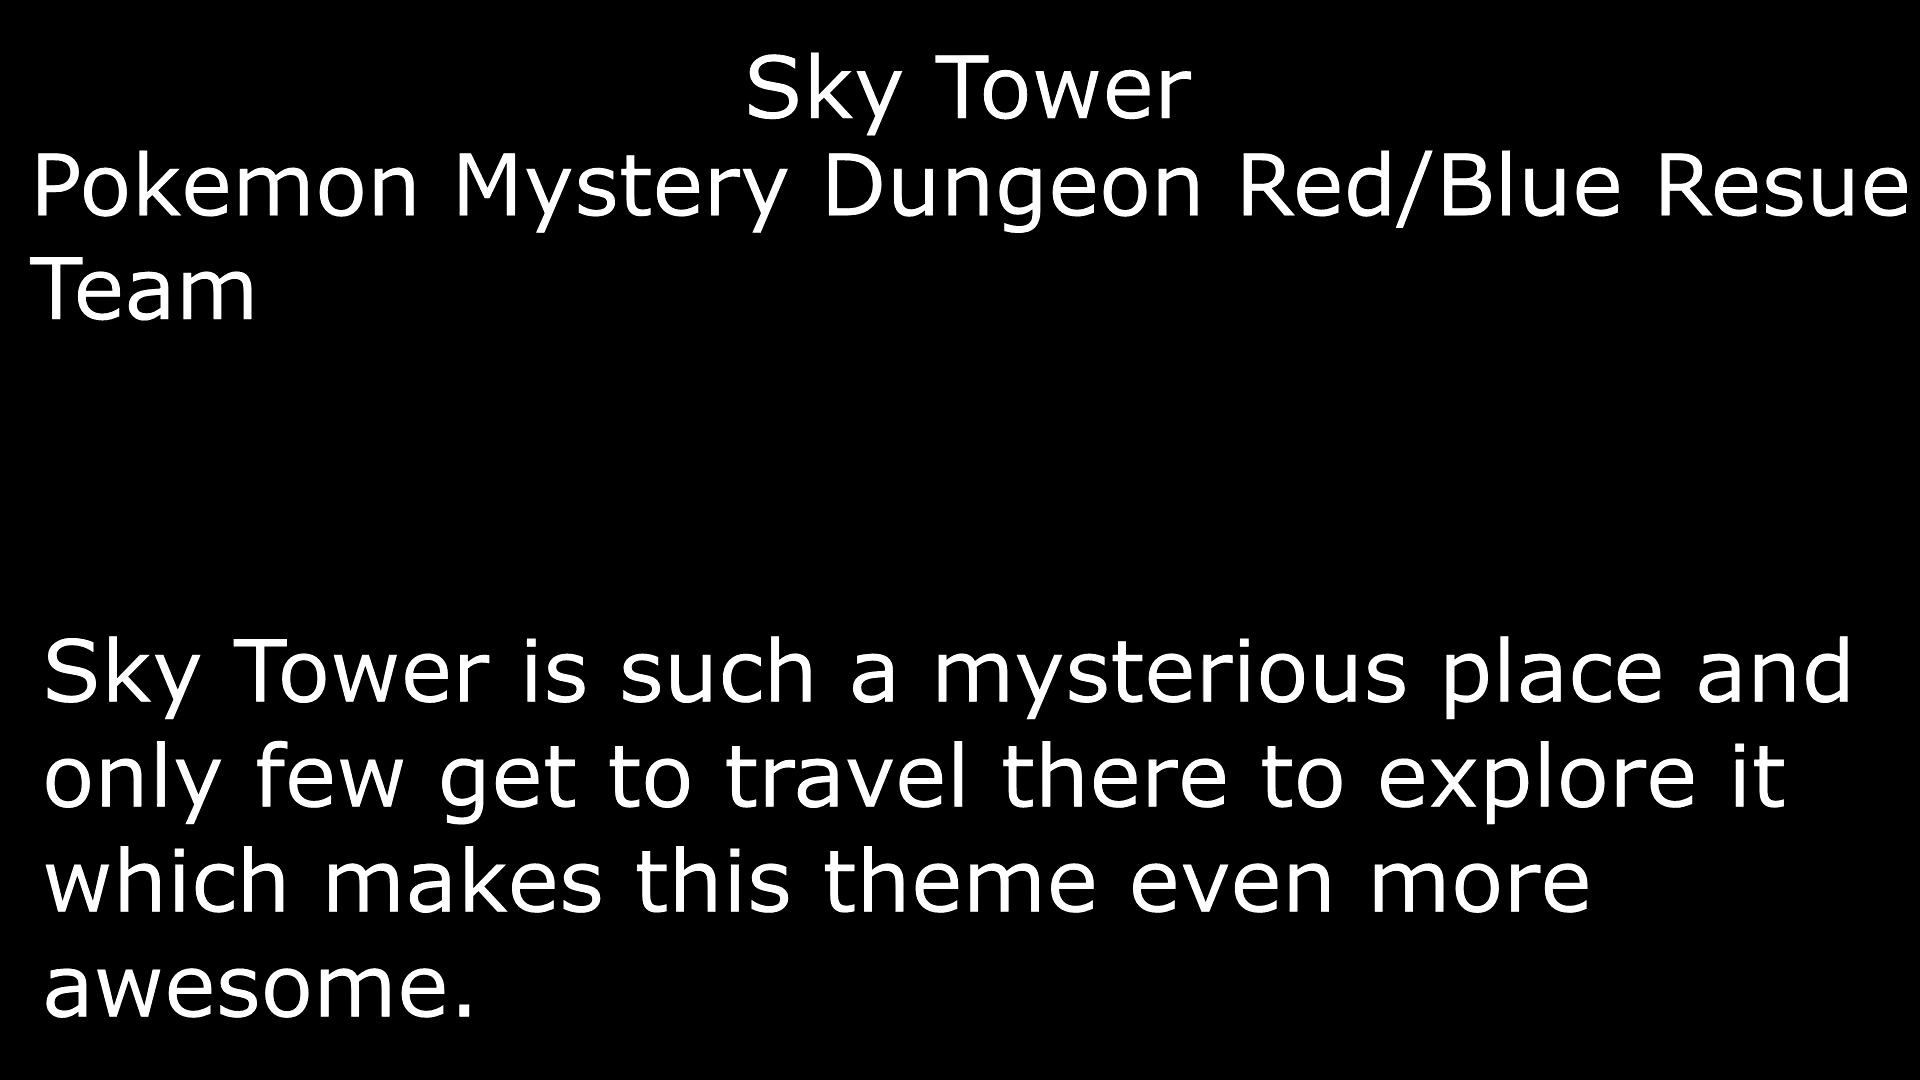 Sky Tower
Pokemon Mystery Dungeon Red/Blue Resue
Team
Sky Tower is such a mysterious place and
only few get to travel there to explore it
which makes this theme even more
awesome.